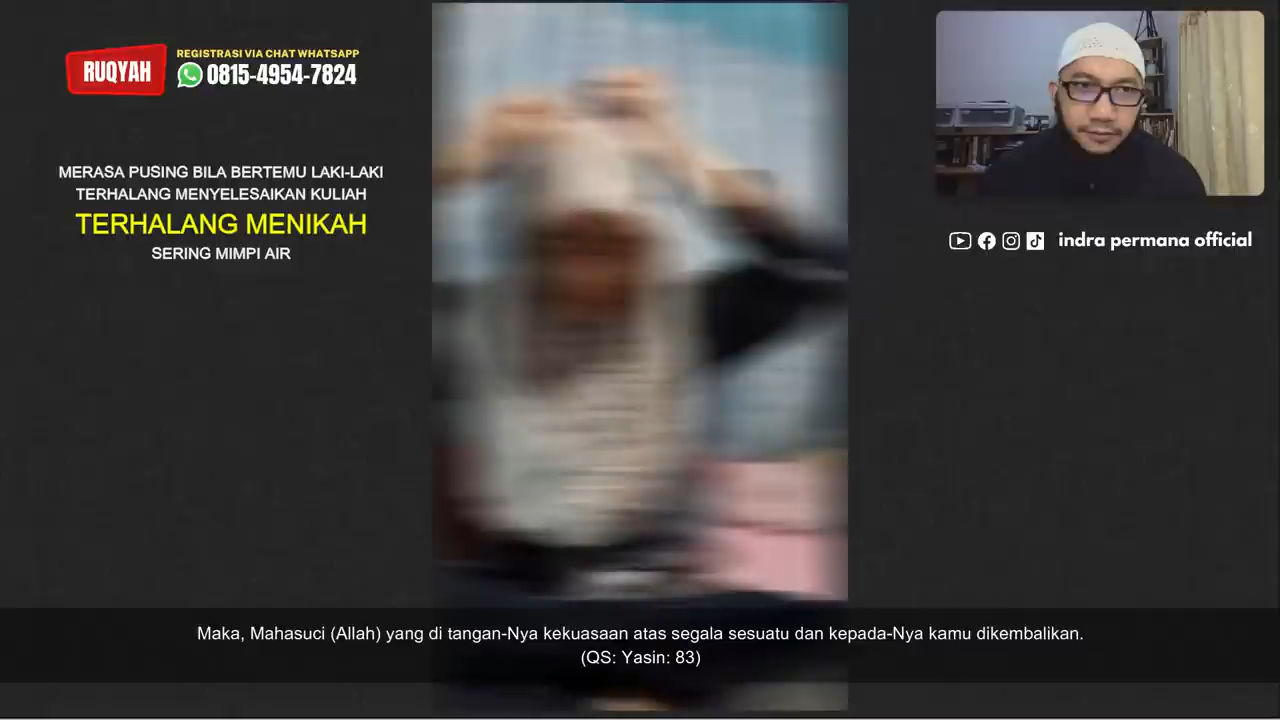 RUQYAH
REGISTRASI VIA CHAT WHATSAPP
0815-4954-7824
MERASA PUSING BILA BERTEMU LAKI-LAKI
TERHALANG MENYELESAIKAN KULIAH
TERHALANG MENIKAH
SERING MIMPI AIR
indra permana official
Maka, Mahasuci (Allah) yang di tangan-Nya kekuasaan atas segala sesuatu dan kepada-Nya kamu dikembalikan.
(QS: Yasin: 83)